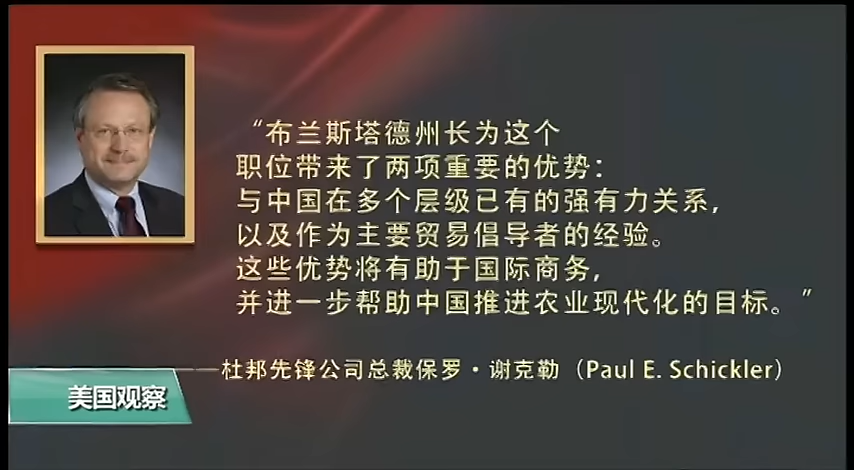 “布兰斯塔德州长为这个
职位带来了两项重要的优势：
与中国在多个层级已有的强有力关系，
以及作为主要贸易倡导者的经验。
这些优势将有助于国际商务，
并进一步帮助中国推进农业现代化的目标。”
——杜邦先锋公司总裁保罗·谢克勒（Paul E. Schickler）
美国观察